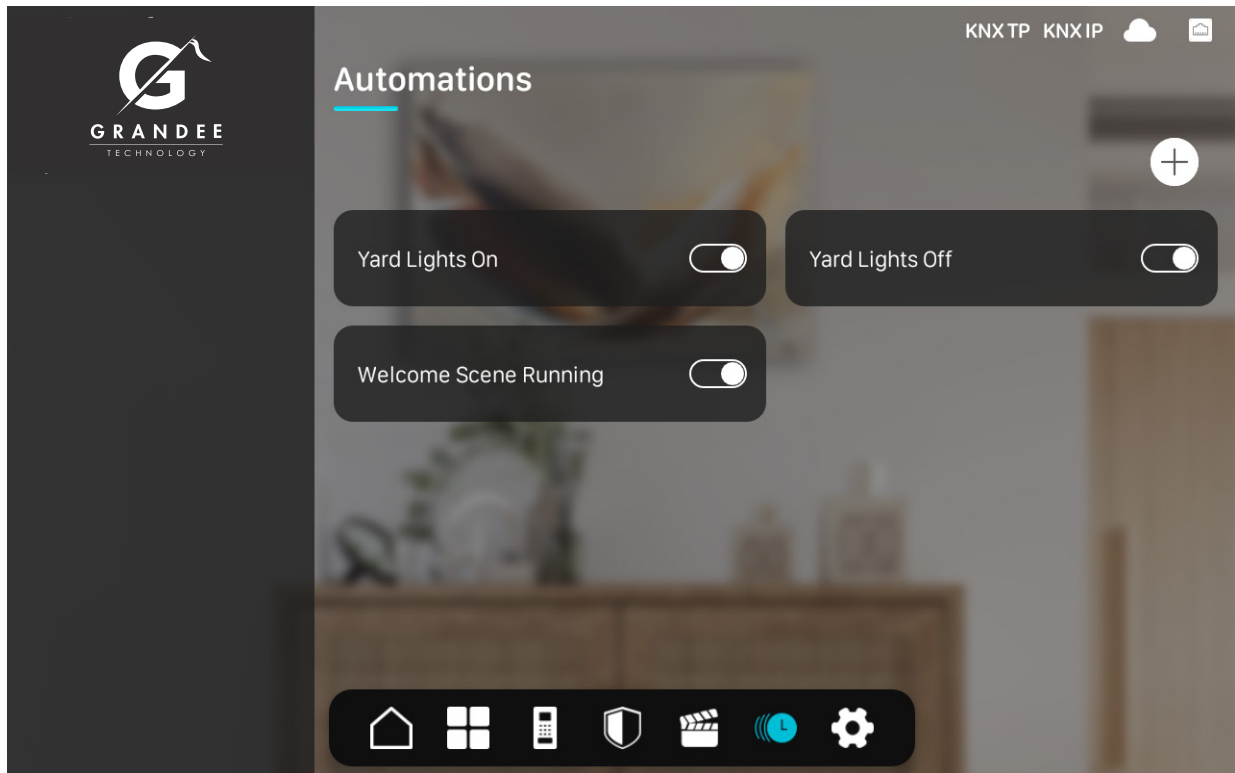 KNX TP KNX IP
GRANDEE
TECHNOLOGY
Automations
Yard Lights On
Yard Lights Off
Welcome Scene Running